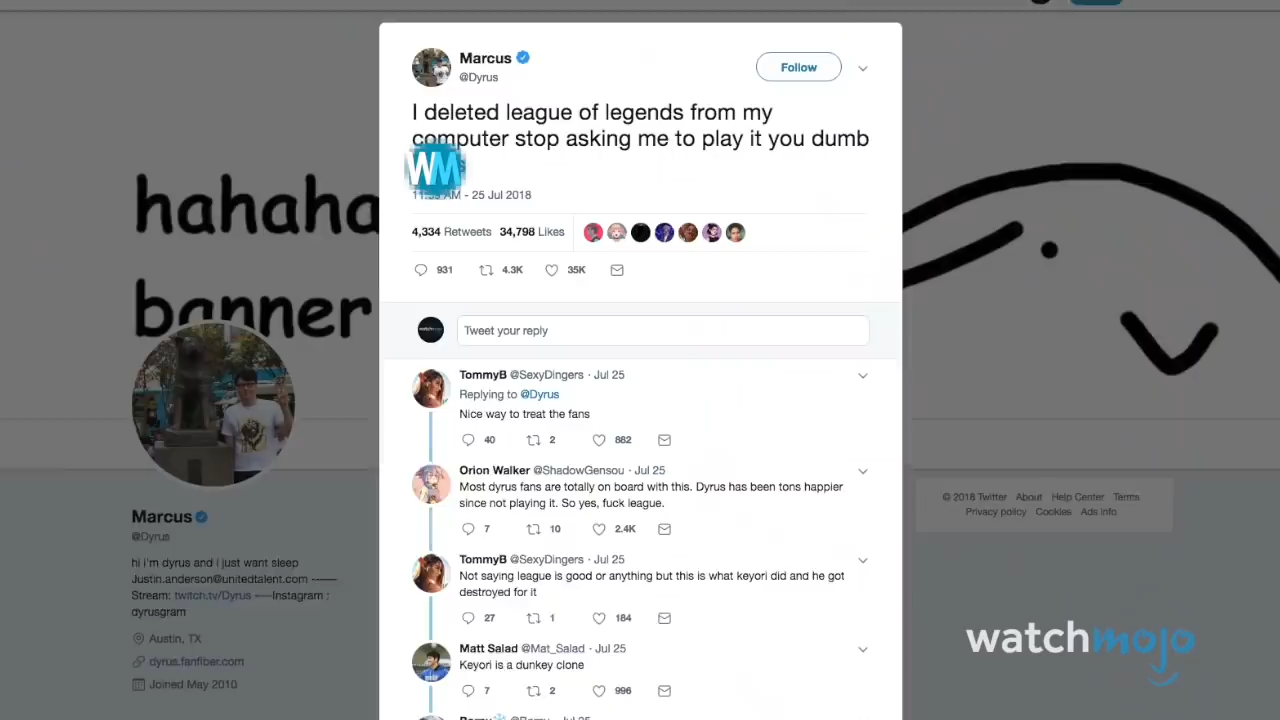 Marcus
@Dyrus
Follow
I deleted league of legends from my
computer stop asking me to play it you dumb
WM
AM - 25 Jul 2018
4,334 Retweets 34,798 Likes
931 4.3K 35K
Tweet your reply
TommyB @SexyDingers · Jul 25
Replying to @Dyrus
Nice way to treat the fans
40 2 882
Orion Walker @ShadowGensou · Jul 25
Most dyrus fans are totally on board with this. Dyrus has been tons happier
since not playing it. So yes, fuck league.
7 10 2.4K
TommyB @SexyDingers · Jul 25
Not saying league is good or anything but this is what keyori did and he got
destroyed for it
27 1 184
Matt Salad @Mat_Salad · Jul 25
Keyori is a dunkey clone
7 2 996
hahaha
banner
Marcus
@Dyrus
hi i'm dyrus and i just want sleep
Justin.anderson@unitedtalent.com
Stream: twitch.tv/Dyrus Instagram :
dyrusgram
Austin, TX
dyrus.fanfiber.com
Joined May 2010
© 2018 Twitter About Help Center Terms
Privacy policy Cookies Ads info
watchmojo